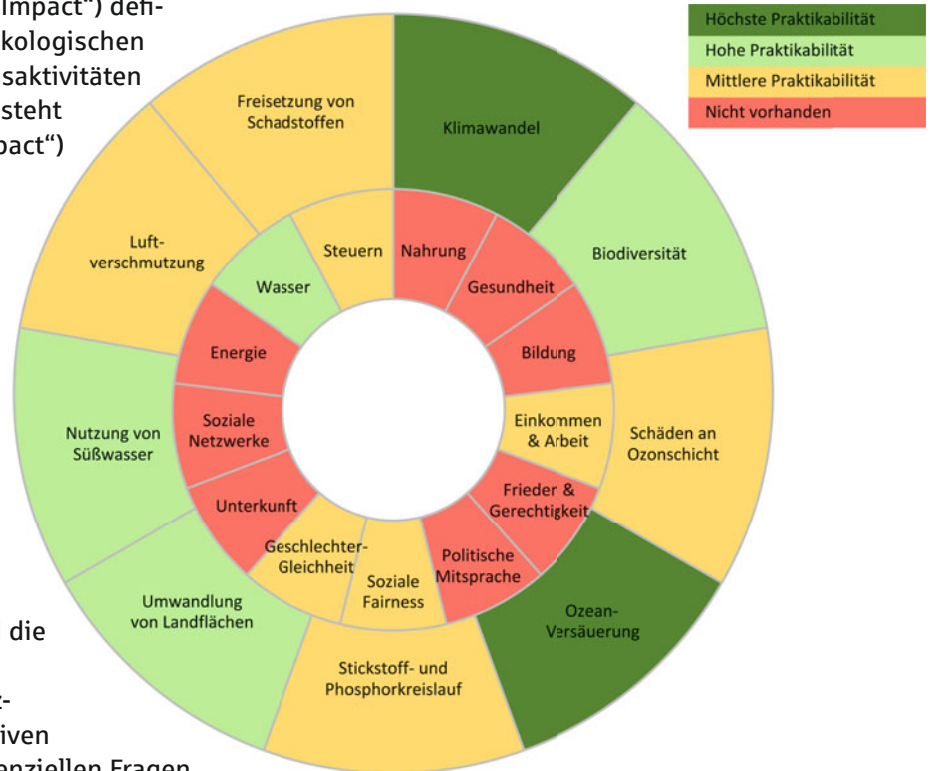 Impact“) defi-
kologischen
saktivitäten
steht
pact“)
Höchste Praktikabilität
Hohe Praktikabilität
Mittlere Praktikabilität
Nicht vorhanden
Klimawandel
Biodiversität
Schäden an
Ozonschicht
Ozean-
Versäuerung
Stickstoff- und
Phosphorkreislauf
Umwandlung
von Landflächen
Nutzung von
Süßwasser
Luft-
verschmutzung
Freisetzung von
Schadstoffen
Nahrung
Gesundheit
Bildung
Einkommen
& Arbeit
Frieder &
Gerechtigkeit
Politische
Mitsprache
Soziale
Fairness
Geschlechter-
Gleichheit
Unterkunft
Soziale
Netzwerke
Energie
Wasser
Steuern
die
z-
iven
enziellen Fragen